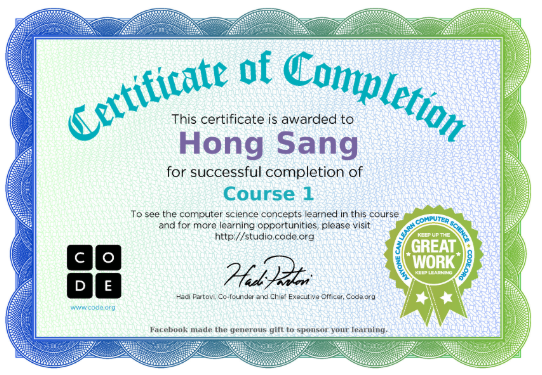 Certificate of Completion
This certificate is awarded to
Hong Sang
for successful completion of
Course 1
To see the computer science concepts learned in this course
and for more learning opportunities, please visit
http://studio.code.org
C O
D E
www.code.org
Hadi Partovi
Hadi Partovi, Co-founder and Chief Executive Officer, Code.org
ANYONE CAN LEARN COMPUTER SCIENCE • CODE.ORG •
KEEP UP THE
GREAT
WORK
KEEP LEARNING
Facebook made the generous gift to sponsor your learning.